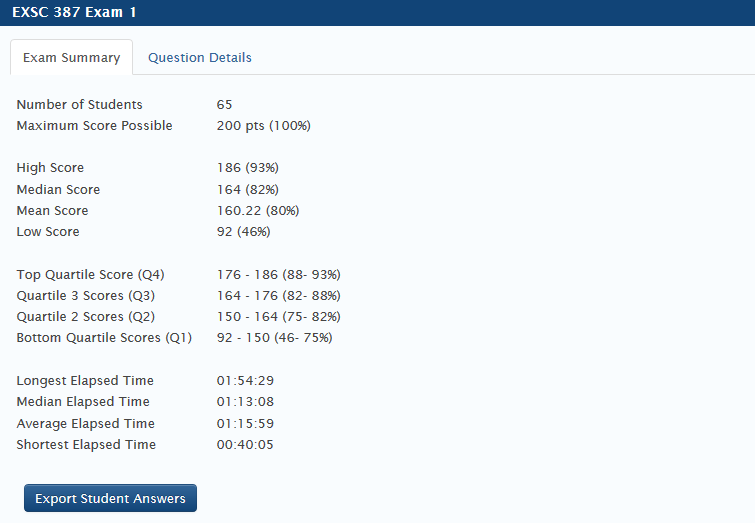 EXSC 387 Exam 1
Exam Summary Question Details
Number of Students 65
Maximum Score Possible 200 pts (100%)
High Score 186 (93%)
Median Score 164 (82%)
Mean Score 160.22 (80%)
Low Score 92 (46%)
Top Quartile Score (Q4) 176 - 186 (88- 93%)
Quartile 3 Scores (Q3) 164 - 176 (82- 88%)
Quartile 2 Scores (Q2) 150 - 164 (75- 82%)
Bottom Quartile Scores (Q1) 92 - 150 (46- 75%)
Longest Elapsed Time 01:54:29
Median Elapsed Time 01:13:08
Average Elapsed Time 01:15:59
Shortest Elapsed Time 00:40:05
Export Student Answers